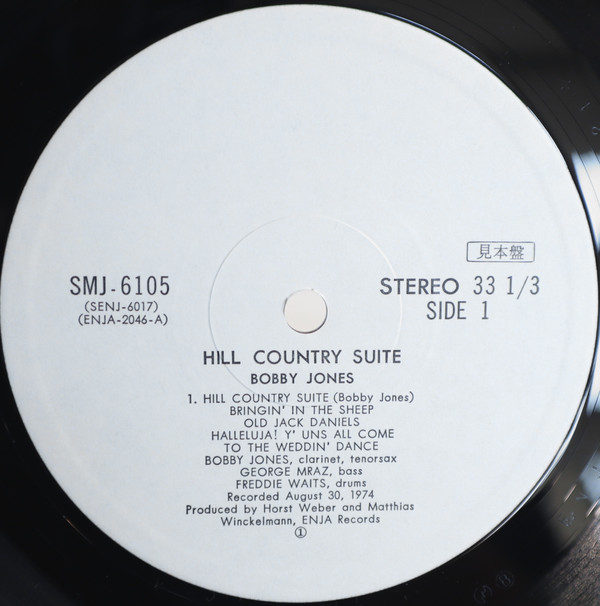 見本盤
SMJ-6105
(SENJ-6017)
(ENJA-2046-A)
STEREO 33 1/3
SIDE 1
HILL COUNTRY SUITE
BOBBY JONES
1. HILL COUNTRY SUITE (Bobby Jones)
BRINGIN' IN THE SHEEP
OLD JACK DANIELS
HALLELUJA! Y' UNS ALL COME
TO THE WEDDIN' DANCE
BOBBY JONES, clarinet, tenorsax
GEORGE MRAZ, bass
FREDDIE WAITS, drums
Recorded August 30, 1974
Produced by Horst Weber and Matthias
Winckelmann, ENJA Records
①